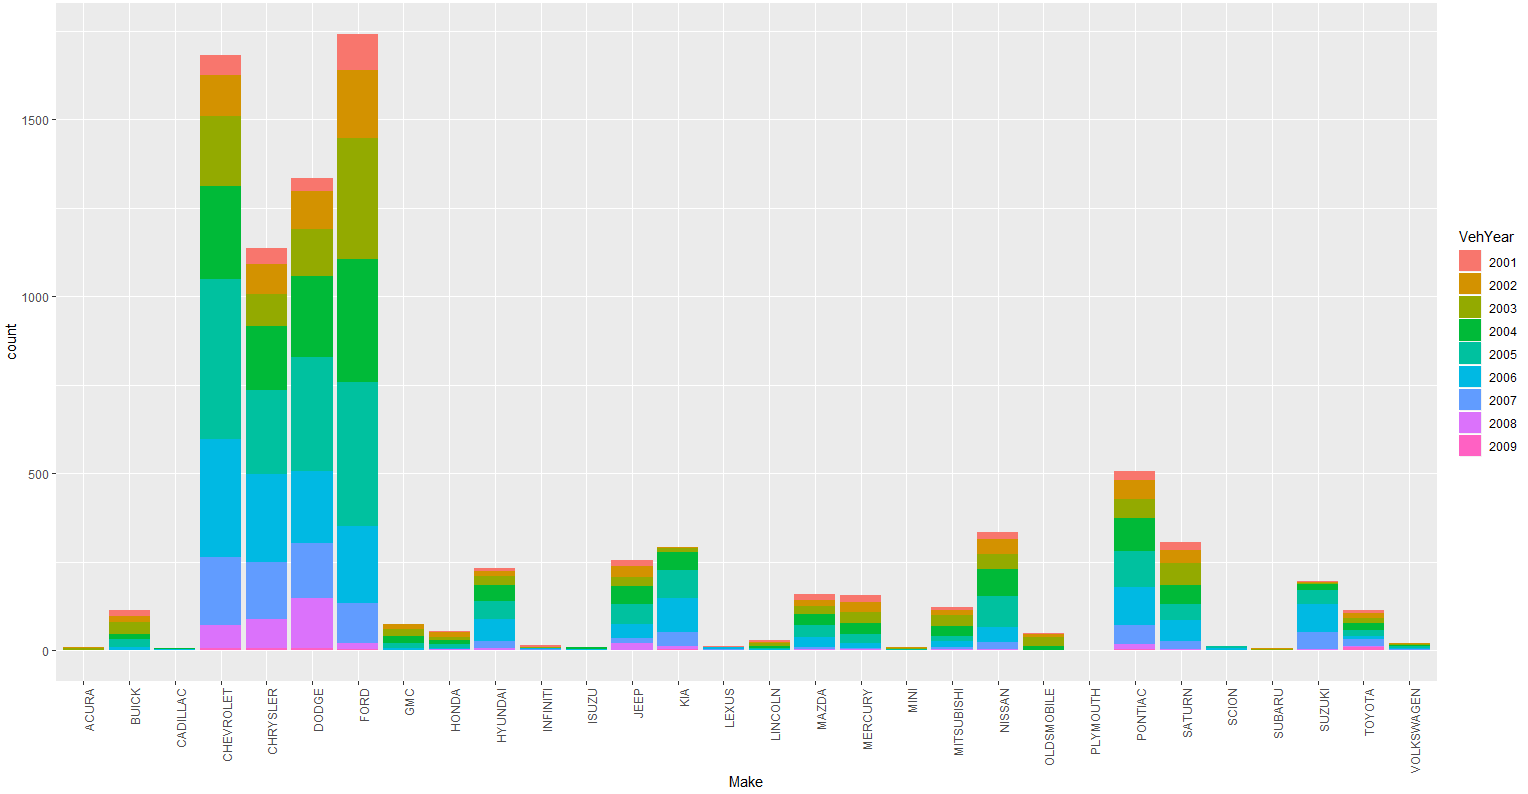 1500
1000
500
0
count
ACURA
BUICK
CADILLAC
CHEVROLET
CHRYSLER
DODGE
FORD
GMC
HONDA
HYUNDAI
INFINITI
ISUZU
JEEP
KIA
LEXUS
LINCOLN
MAZDA
MERCURY
MINI
MITSUBISHI
NISSAN
OLDSMOBILE
PLYMOUTH
PONTIAC
SATURN
SCION
SUBARU
SUZUKI
TOYOTA
VOLKSWAGEN
Make
VehYear
2001
2002
2003
2004
2005
2006
2007
2008
2009